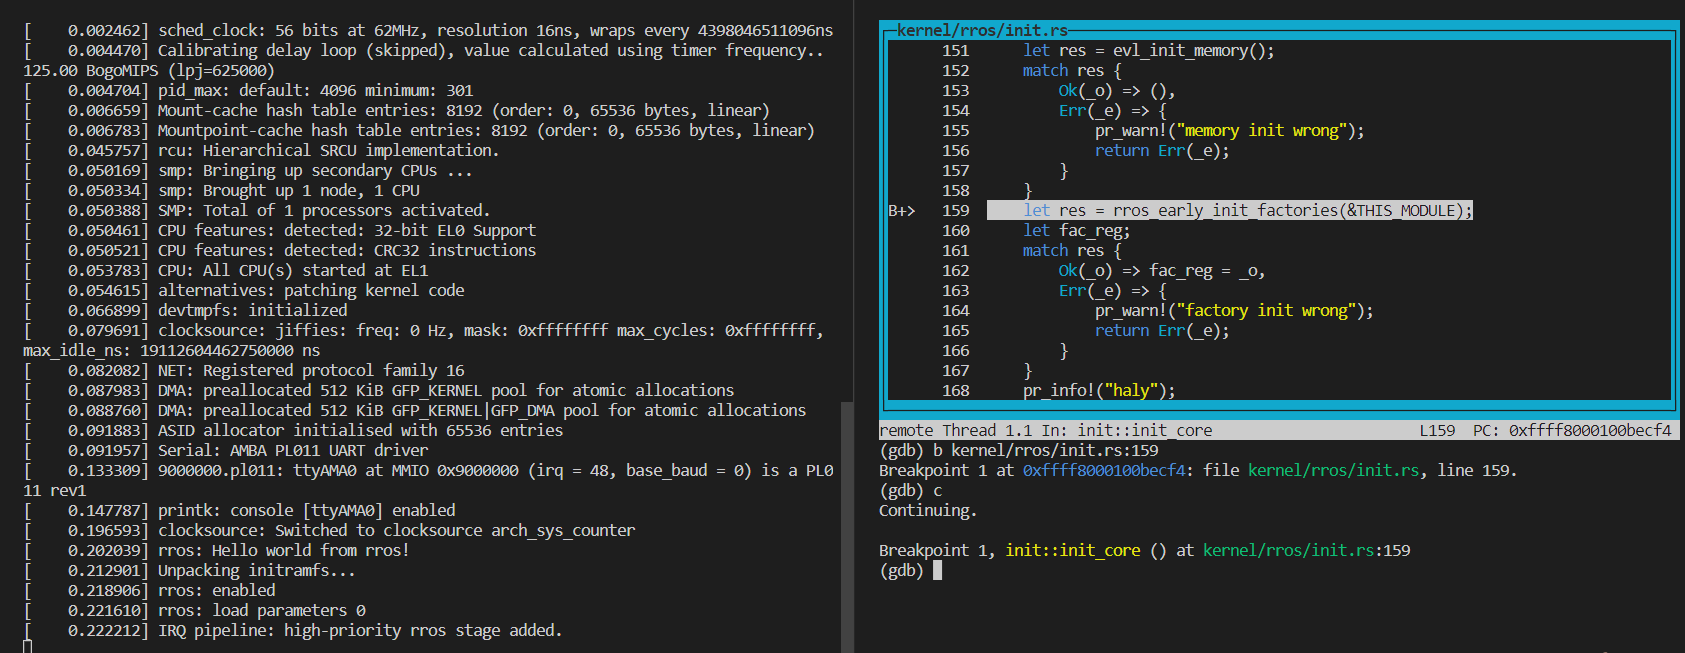 [    0.002462] sched_clock: 56 bits at 62MHz, resolution 16ns, wraps every 4398046511096ns
[    0.004470] Calibrating delay loop (skipped), value calculated using timer frequency..
125.00 BogoMIPS (lpj=625000)
[    0.004704] pid_max: default: 4096 minimum: 301
[    0.006659] Mount-cache hash table entries: 8192 (order: 0, 65536 bytes, linear)
[    0.006783] Mountpoint-cache hash table entries: 8192 (order: 0, 65536 bytes, linear)
[    0.045757] rcu: Hierarchical SRCU implementation.
[    0.050169] smp: Bringing up secondary CPUs ...
[    0.050334] smp: Brought up 1 node, 1 CPU
[    0.050388] SMP: Total of 1 processors activated.
[    0.050461] CPU features: detected: 32-bit EL0 Support
[    0.050521] CPU features: detected: CRC32 instructions
[    0.053783] CPU: All CPU(s) started at EL1
[    0.054615] alternatives: patching kernel code
[    0.066899] devtmpfs: initialized
[    0.079691] clocksource: jiffies: freq: 0 Hz, mask: 0xffffffff max_cycles: 0xffffffff,
max_idle_ns: 19112604462750000 ns
[    0.082082] NET: Registered protocol family 16
[    0.087983] DMA: preallocated 512 KiB GFP_KERNEL pool for atomic allocations
[    0.088760] DMA: preallocated 512 KiB GFP_KERNEL|GFP_DMA pool for atomic allocations
[    0.091883] ASID allocator initialised with 65536 entries
[    0.091957] Serial: AMBA PL011 UART driver
[    0.133309] 9000000.pl011: ttyAMA0 at MMIO 0x9000000 (irq = 48, base_baud = 0) is a PL0
11 rev1
[    0.147787] printk: console [ttyAMA0] enabled
[    0.196593] clocksource: Switched to clocksource arch_sys_counter
[    0.202039] rros: Hello world from rros!
[    0.212901] Unpacking initramfs...
[    0.218906] rros: enabled
[    0.221610] rros: load parameters 0
[    0.222212] IRQ pipeline: high-priority rros stage added.
kernel/rros/init.rs
151     let res = evl_init_memory();
152     match res {
153         Ok(_o) => (),
154         Err(_e) => {
155             pr_warn!("memory init wrong");
156             return Err(_e);
157         }
158     }
B+> 159     let res = rros_early_init_factories(&THIS_MODULE);
160     let fac_reg;
161     match res {
162         Ok(_o) => fac_reg = _o,
163         Err(_e) => {
164             pr_warn!("factory init wrong");
165             return Err(_e);
166         }
167     }
168     pr_info!("haly");
remote Thread 1.1 In: init::init_core L159 PC: 0xffff8000100becf4
(gdb) b kernel/rros/init.rs:159
Breakpoint 1 at 0xffff8000100becf4: file kernel/rros/init.rs, line 159.
(gdb) c
Continuing.
Breakpoint 1, init::init_core () at kernel/rros/init.rs:159
(gdb)